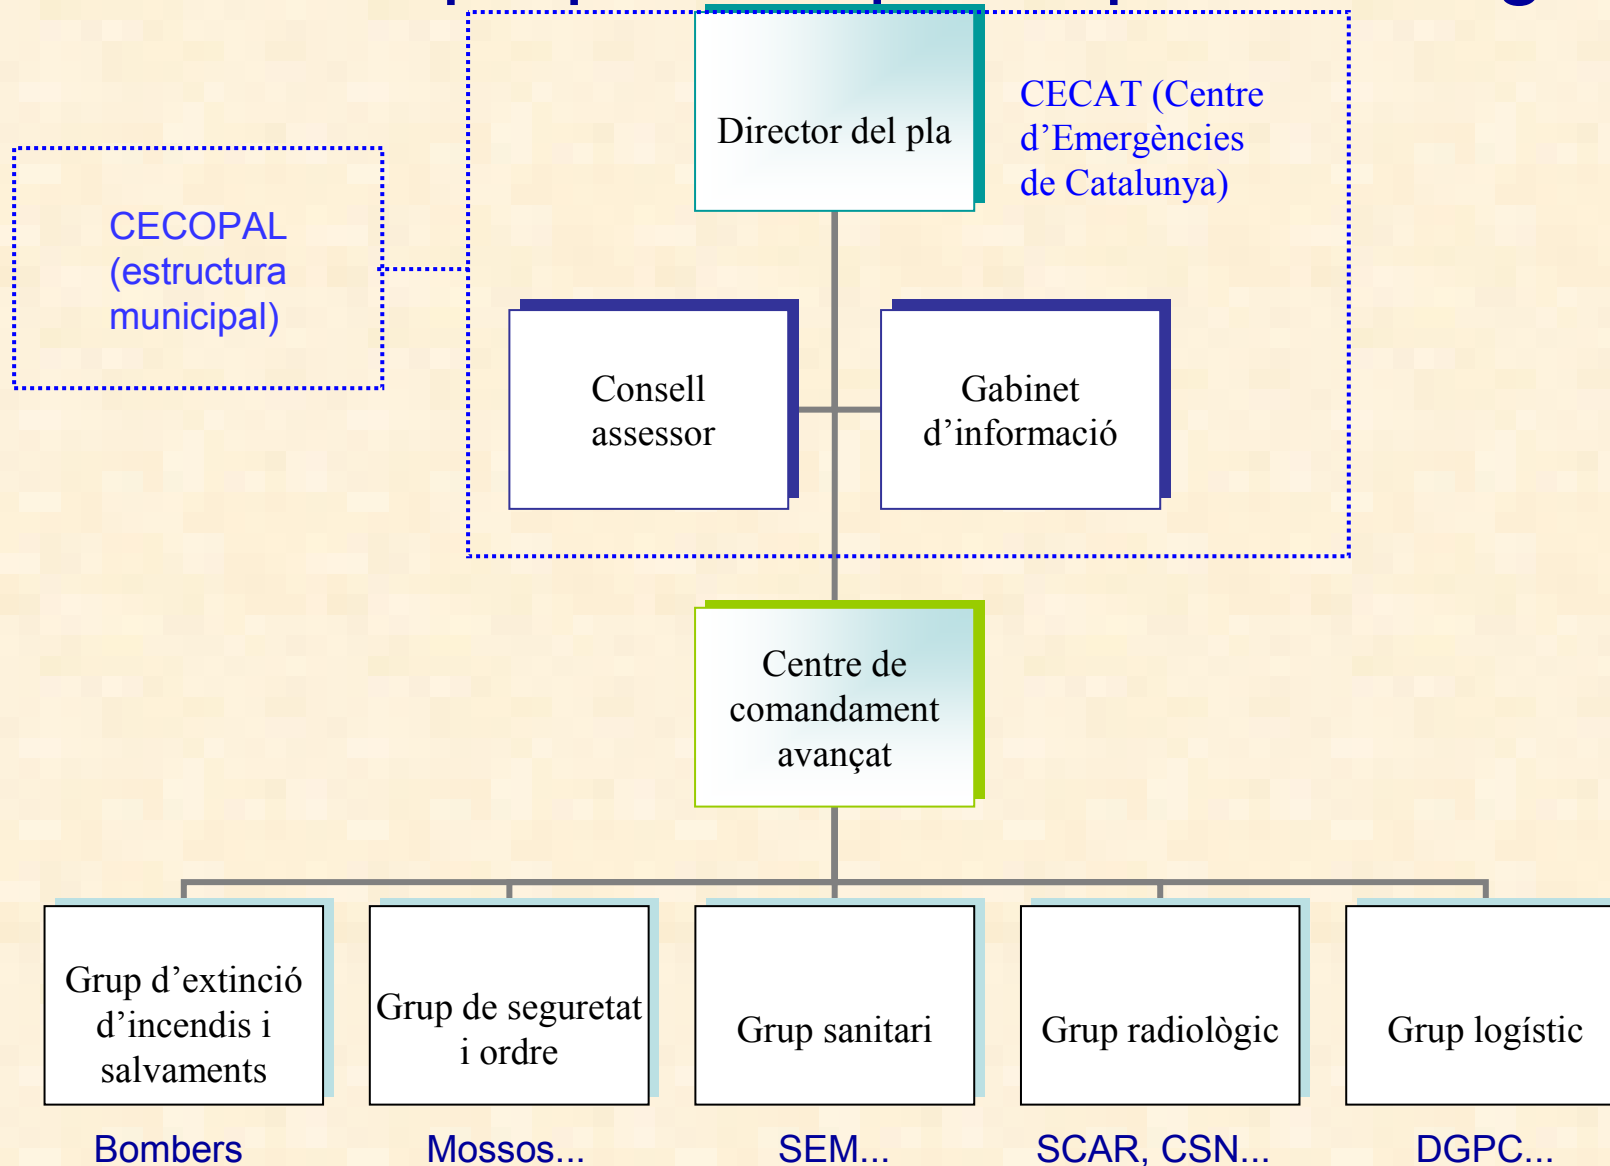 Director del pla
CECAT (Centre
d’Emergències
de Catalunya)
CECOPAL
(estructura
municipal)
Consell
assessor
Gabinet
d’informació
Centre de
comandament
avançat
Grup d’extinció
d’incendis i
salvaments
Grup de seguretat
i ordre
Grup sanitari
Grup radiològic
Grup logístic
Bombers
Mossos...
SEM...
SCAR, CSN...
DGPC...